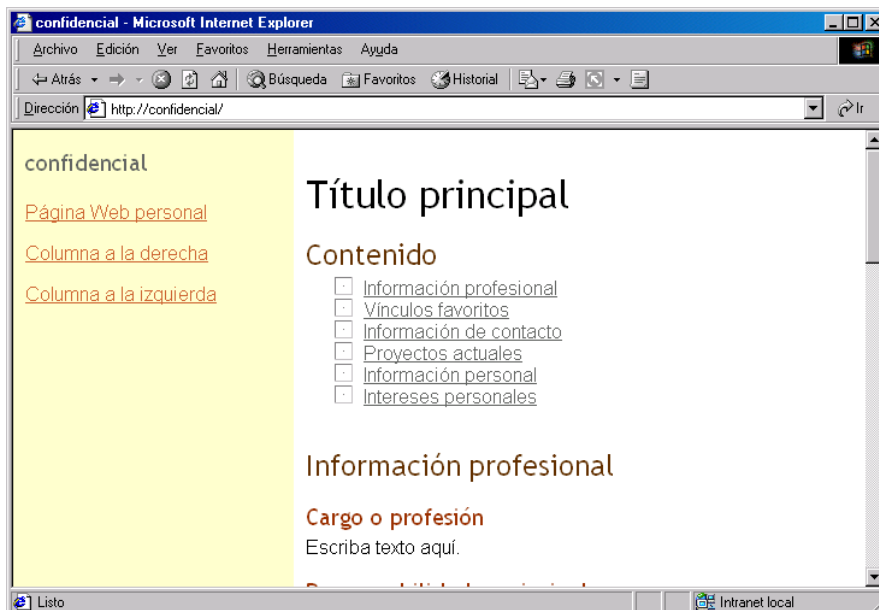 confidencial - Microsoft Internet Explorer
Archivo Edición Ver Favoritos Herramientas Ayuda
Atrás Búsqueda Favoritos Historial
Dirección http://confidencial/ Ir
confidencial
Página Web personal
Columna a la derecha
Columna a la izquierda
Título principal
Contenido
Información profesional
Vínculos favoritos
Información de contacto
Proyectos actuales
Información personal
Intereses personales
Información profesional
Cargo o profesión
Escriba texto aquí.
Listo Intranet local